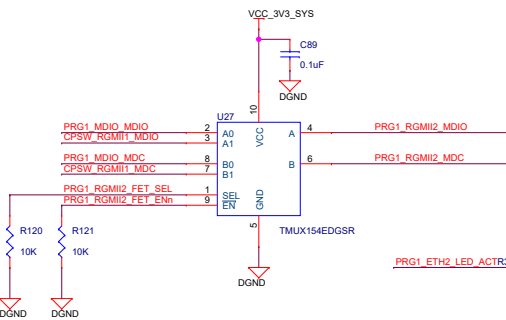 VCC_3V3_SYS
C89
0.1uF
DGND
U27
10
VCC
PRG1_MDIO_MDIO 2 A0 A 4 PRG1_RGMII2_MDIO
CPSW_RGMII1_MDIO 3 A1
PRG1_MDIO_MDC 8 B0 B 6 PRG1_RGMII2_MDC
CPSW_RGMII1_MDC 7 B1
PRG1_RGMII2_FET_SEL 1 SEL
PRG1_RGMII2_FET_ENn 9 EN
GND
5
TMUX154EDGSR
R120
10K
R121
10K
DGND
PRG1_ETH2_LED_ACTR3
DGND
DGND